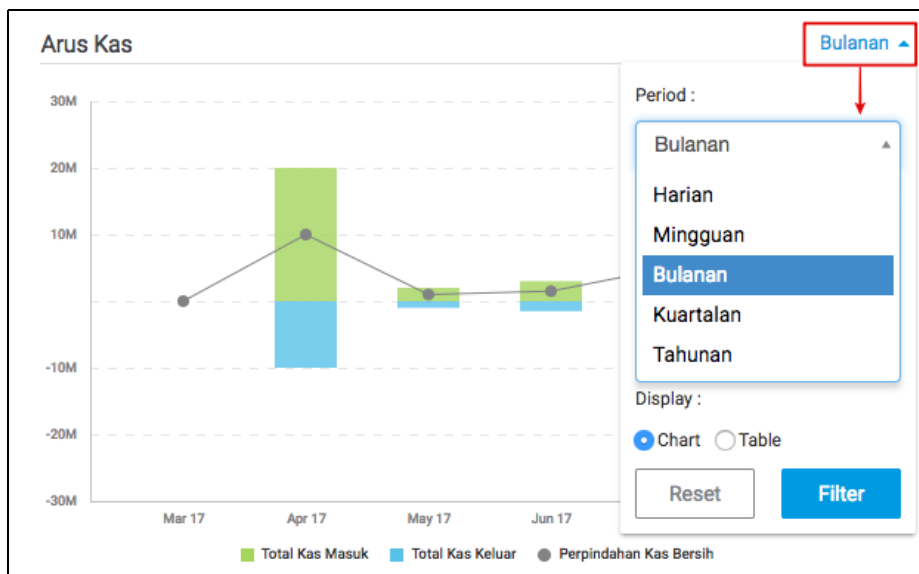 Arus Kas
Bulanan
Period :
Bulanan
Harian
Mingguan
Bulanan
Kuartalan
Tahunan
Display :
Chart Table
Reset Filter
30M
20M
10M
-10M
-20M
-30M
Mar 17 Apr 17 May 17 Jun 17
Total Kas Masuk Total Kas Keluar Perpindahan Kas Bersih